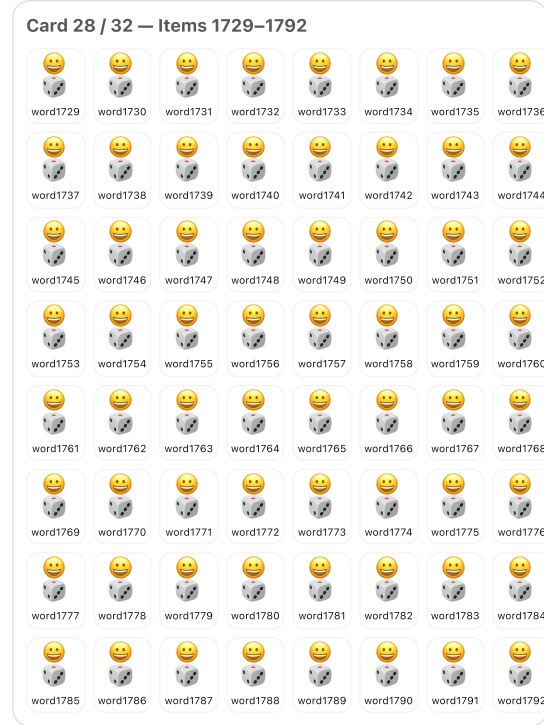 Card 28 / 32 — Items 1729–1792
word1729 word1730 word1731 word1732 word1733 word1734 word1735 word1736
word1737 word1738 word1739 word1740 word1741 word1742 word1743 word1744
word1745 word1746 word1747 word1748 word1749 word1750 word1751 word1752
word1753 word1754 word1755 word1756 word1757 word1758 word1759 word1760
word1761 word1762 word1763 word1764 word1765 word1766 word1767 word1768
word1769 word1770 word1771 word1772 word1773 word1774 word1775 word1776
word1777 word1778 word1779 word1780 word1781 word1782 word1783 word1784
word1785 word1786 word1787 word1788 word1789 word1790 word1791 word1792